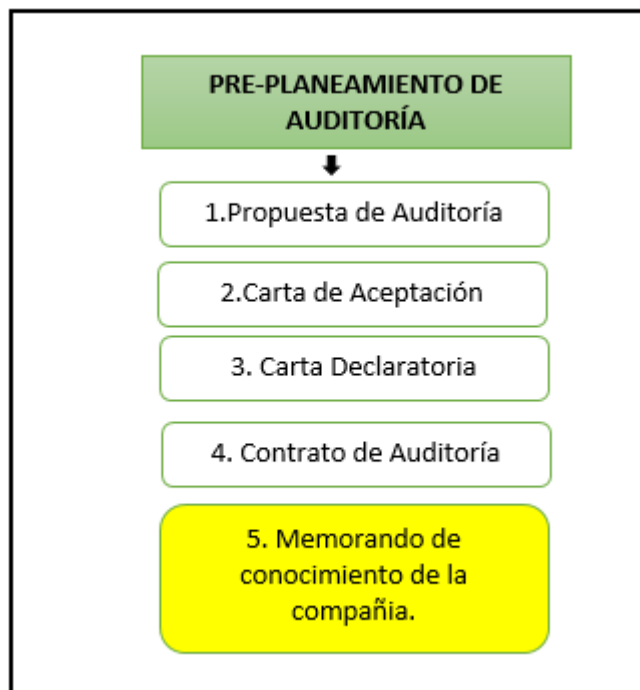 PRE-PLANEAMIENTO DE
AUDITORÍA
1.Propuesta de Auditoría
2.Carta de Aceptación
3. Carta Declaratoria
4. Contrato de Auditoría
5. Memorando de
conocimiento de la
compañia.